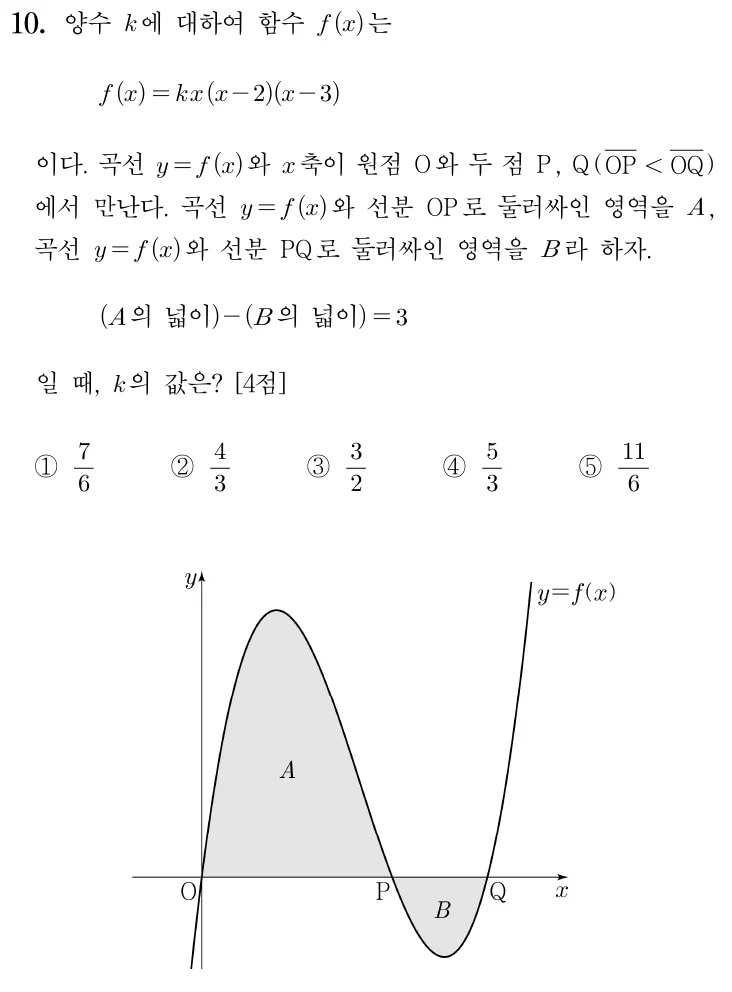 10. 양수 k에 대하여 함수 f(x)는
f(x)=kx(x-2)(x-3)
이다. 곡선 y=f(x)와 x축이 원점 O와 두 점 P, Q(\overline{OP} < \overline{OQ})
에서 만난다. 곡선 y=f(x)와 선분 OP로 둘러싸인 영역을 A,
곡선 y=f(x)와 선분 PQ로 둘러싸인 영역을 B라 하자.
(A의 넓이)-(B의 넓이)=3
일 때, k의 값은? [4점]
① 7/6 ② 4/3 ③ 3/2 ④ 5/3 ⑤ 11/6
y
y=f(x)
A
O P Q x
B